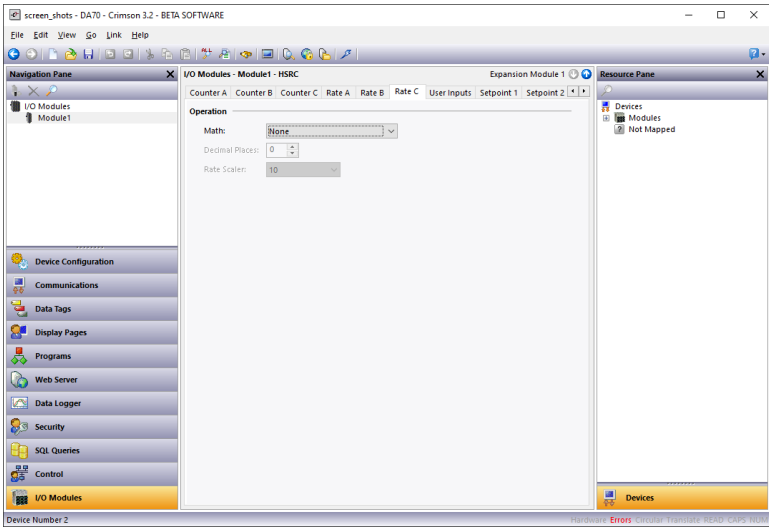 screen_shots - DA70 - Crimson 3.2 - BETA SOFTWARE
File Edit View Go Link Help
Navigation Pane
I/O Modules
Module1
Device Configuration
Communications
Data Tags
Display Pages
Programs
Web Server
Data Logger
Security
SQL Queries
Control
I/O Modules
I/O Modules - Module1 - HSRC Expansion Module 1
Counter A Counter B Counter C Rate A Rate B Rate C User Inputs Setpoint 1 Setpoint 2
Operation
Math: None
Decimal Places: 0
Rate Scaler: 10
Resource Pane
Devices
Modules
Not Mapped
Devices
Device Number 2
Hardware Errors Circular Translate READ CAPS NUM